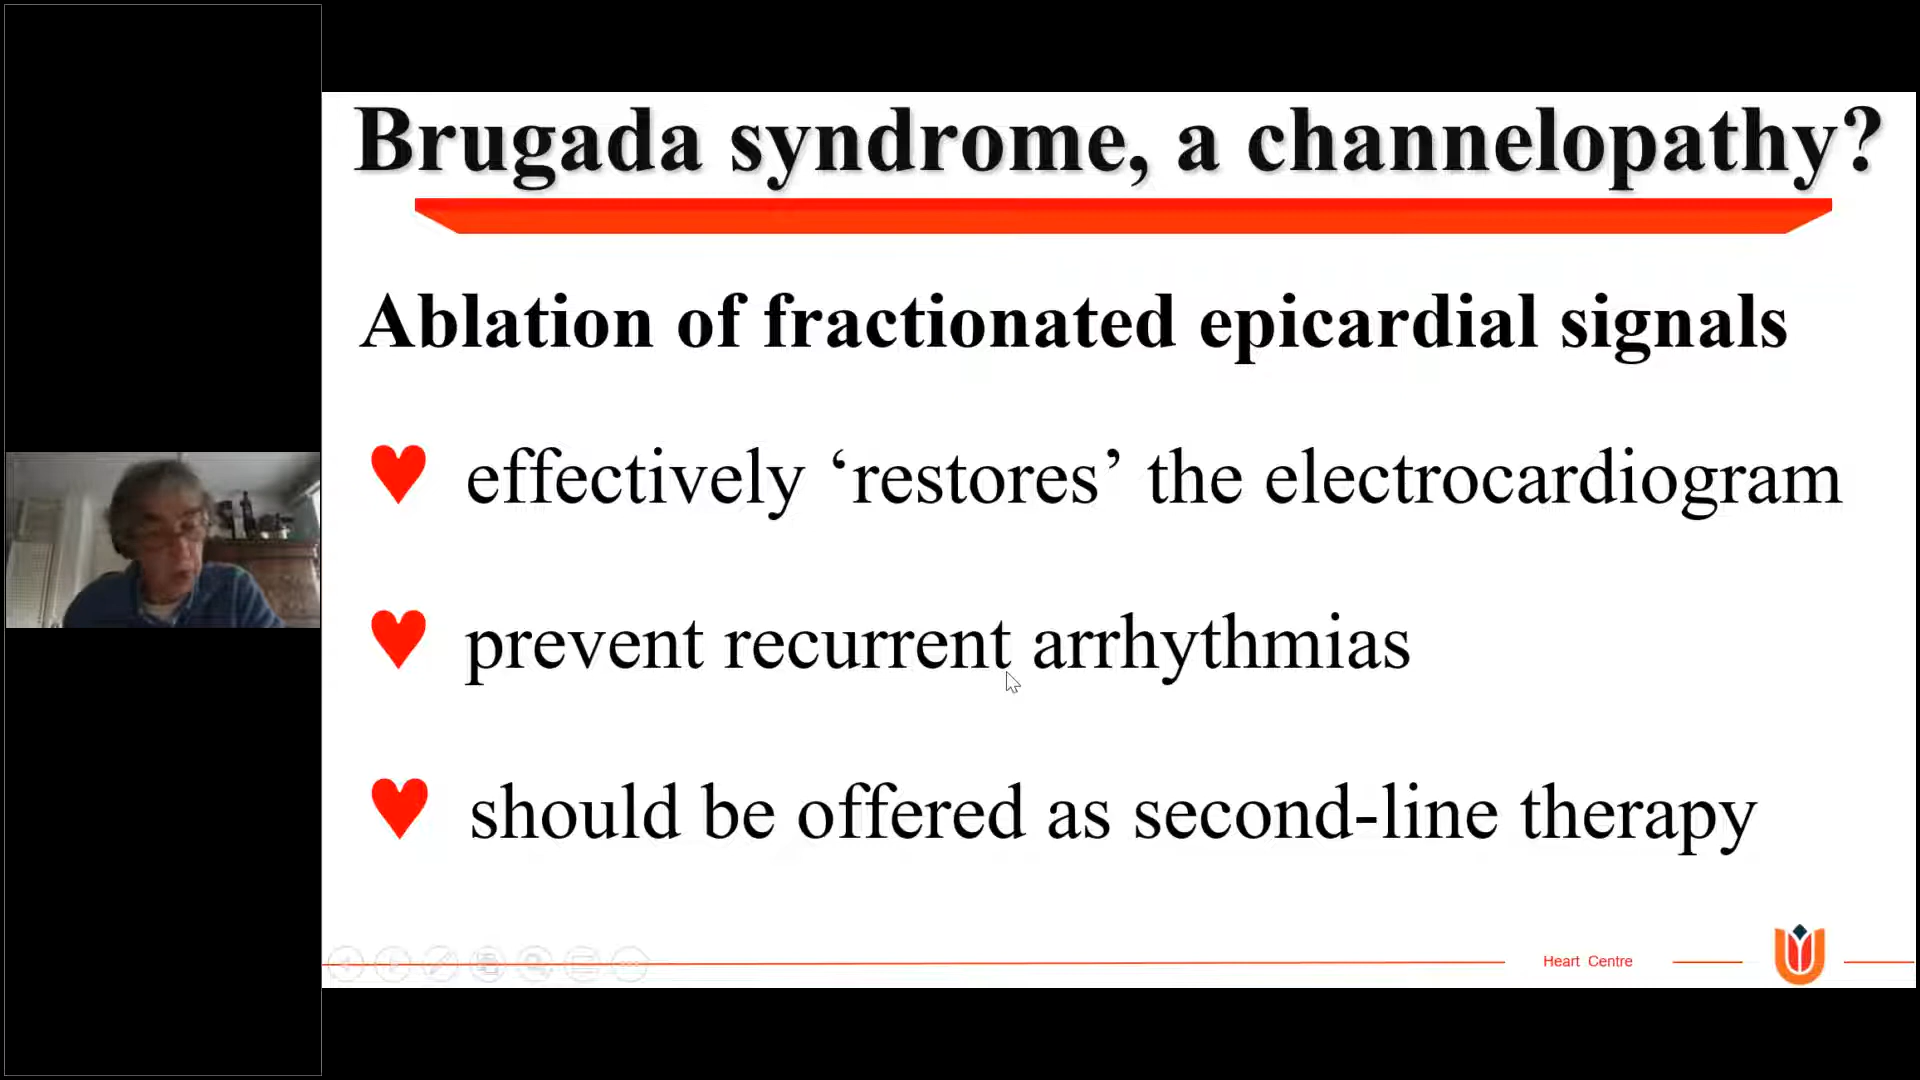 Brugada syndrome, a channelopathy?
Ablation of fractionated epicardial signals
effectively ‘restores’ the electrocardiogram
prevent recurrent arrhythmias
should be offered as second-line therapy
Heart Centre